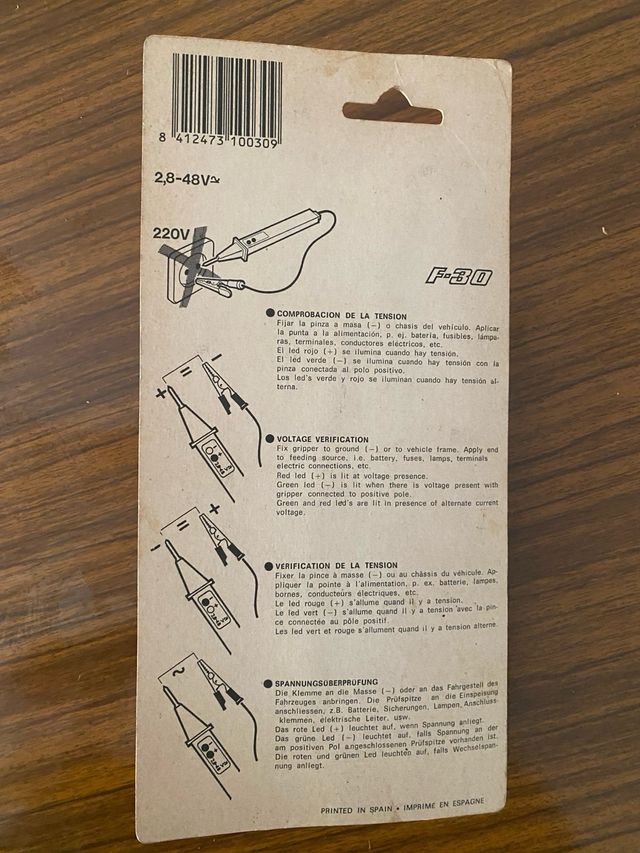 8 412473 100309
2,8-48V≃
220V
F-30
● COMPROBACION DE LA TENSION
Fijar la pinza a masa (−) o chasis del vehículo. Aplicar
la punta a la alimentación, p. ej. batería, fusibles, lámpa-
ras, terminales, conductores eléctricos, etc.
El led rojo (+) se ilumina cuando hay tensión.
El led verde (−) se ilumina cuando hay tensión con la
pinza conectada al polo positivo.
Los led's verde y rojo se iluminan cuando hay tensión al-
terna.
+ = −
● VOLTAGE VERIFICATION
Fix gripper to ground (−) or to vehicle frame. Apply end
to feeding source, i.e. battery, fuses, lamps, terminals
electric connections, etc.
Red led (+) is lit at voltage presence.
Green led (−) is lit when there is voltage present with
gripper connected to positive pole.
Green and red led's are lit in presence of alternate current
voltage.
− = +
● VERIFICATION DE LA TENSION
Fixer la pince à masse (−) ou au châssis du véhicule. Ap-
pliquer la pointe à l'alimentation, p. ex. batterie, lampes,
bornes, conducteurs électriques, etc.
Le led rouge (+) s'allume quand il y a tension.
Le led vert (−) s'allume quand il y a tension avec la pin-
ce connectée au pôle positif.
Les led vert et rouge s'allument quand il y a tension alterne.
~
● SPANNUNGSÜBERPRÜFUNG
Die Klemme an die Masse (−) oder an das Fahrgestell des
Fahrzeuges anbringen. Die Prüfspitze an die Einspeisung
anschliessen, z.B. Batterie, Sicherungen, Lampen, Anschluss-
klemmen, elektrische Leiter. usw.
Das rote Led (+) leuchtet auf, wenn Spannung anliegt.
Das grüne Led (−) leuchtet auf, falls Spannung an der
am positiven Pol angeschlossenen Prüfspitze vorhanden ist.
Die roten und grünen Led leuchten auf, falls Wechselspan-
nung anliegt.
PRINTED IN SPAIN • IMPRIME EN ESPAGNE